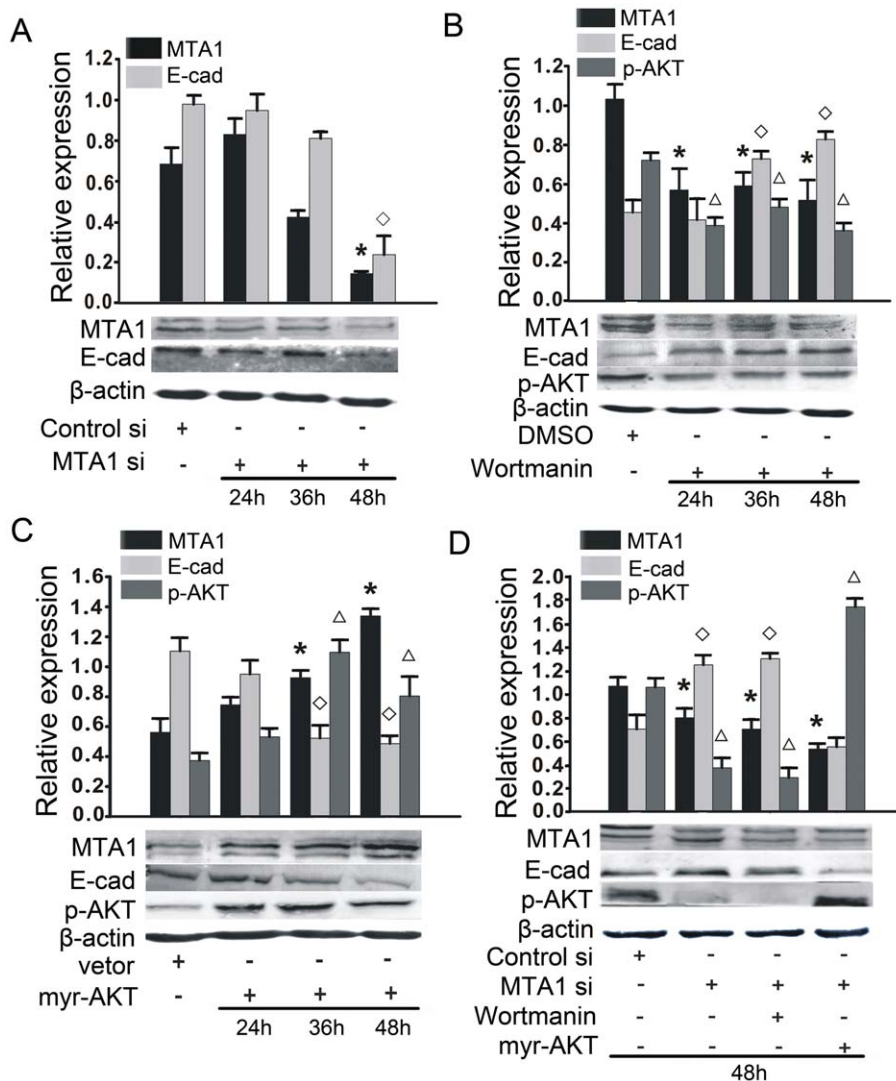 A
MTA1
E-cad
Relative expression
1.2
1.0
0.8
0.6
0.4
0.2
0.0
* ◇
MTA1
E-cad
β-actin
Control si + - - -
MTA1 si - + + +
24h 36h 48h
B
MTA1
E-cad
p-AKT
Relative expression
1.2
1.0
0.8
0.6
0.4
0.2
0.0
* △ * ◇ △ * ◇ △
MTA1
E-cad
p-AKT
β-actin
DMSO + - - -
Wortmanin - + + +
24h 36h 48h
C
MTA1
E-cad
p-AKT
Relative expression
1.6
1.4
1.2
1.0
0.8
0.6
0.4
0.2
0.0
* ◇ △ * ◇ △
MTA1
E-cad
p-AKT
β-actin
vetor + - - -
myr-AKT - + + +
24h 36h 48h
D
MTA1
E-cad
p-AKT
Relative expression
2.0
1.8
1.6
1.4
1.2
1.0
0.8
0.6
0.4
0.2
0.0
* ◇ △ * ◇ △ * △
MTA1
E-cad
p-AKT
β-actin
Control si + - - -
MTA1 si - + + +
Wortmanin - - + -
myr-AKT - - - +
48h